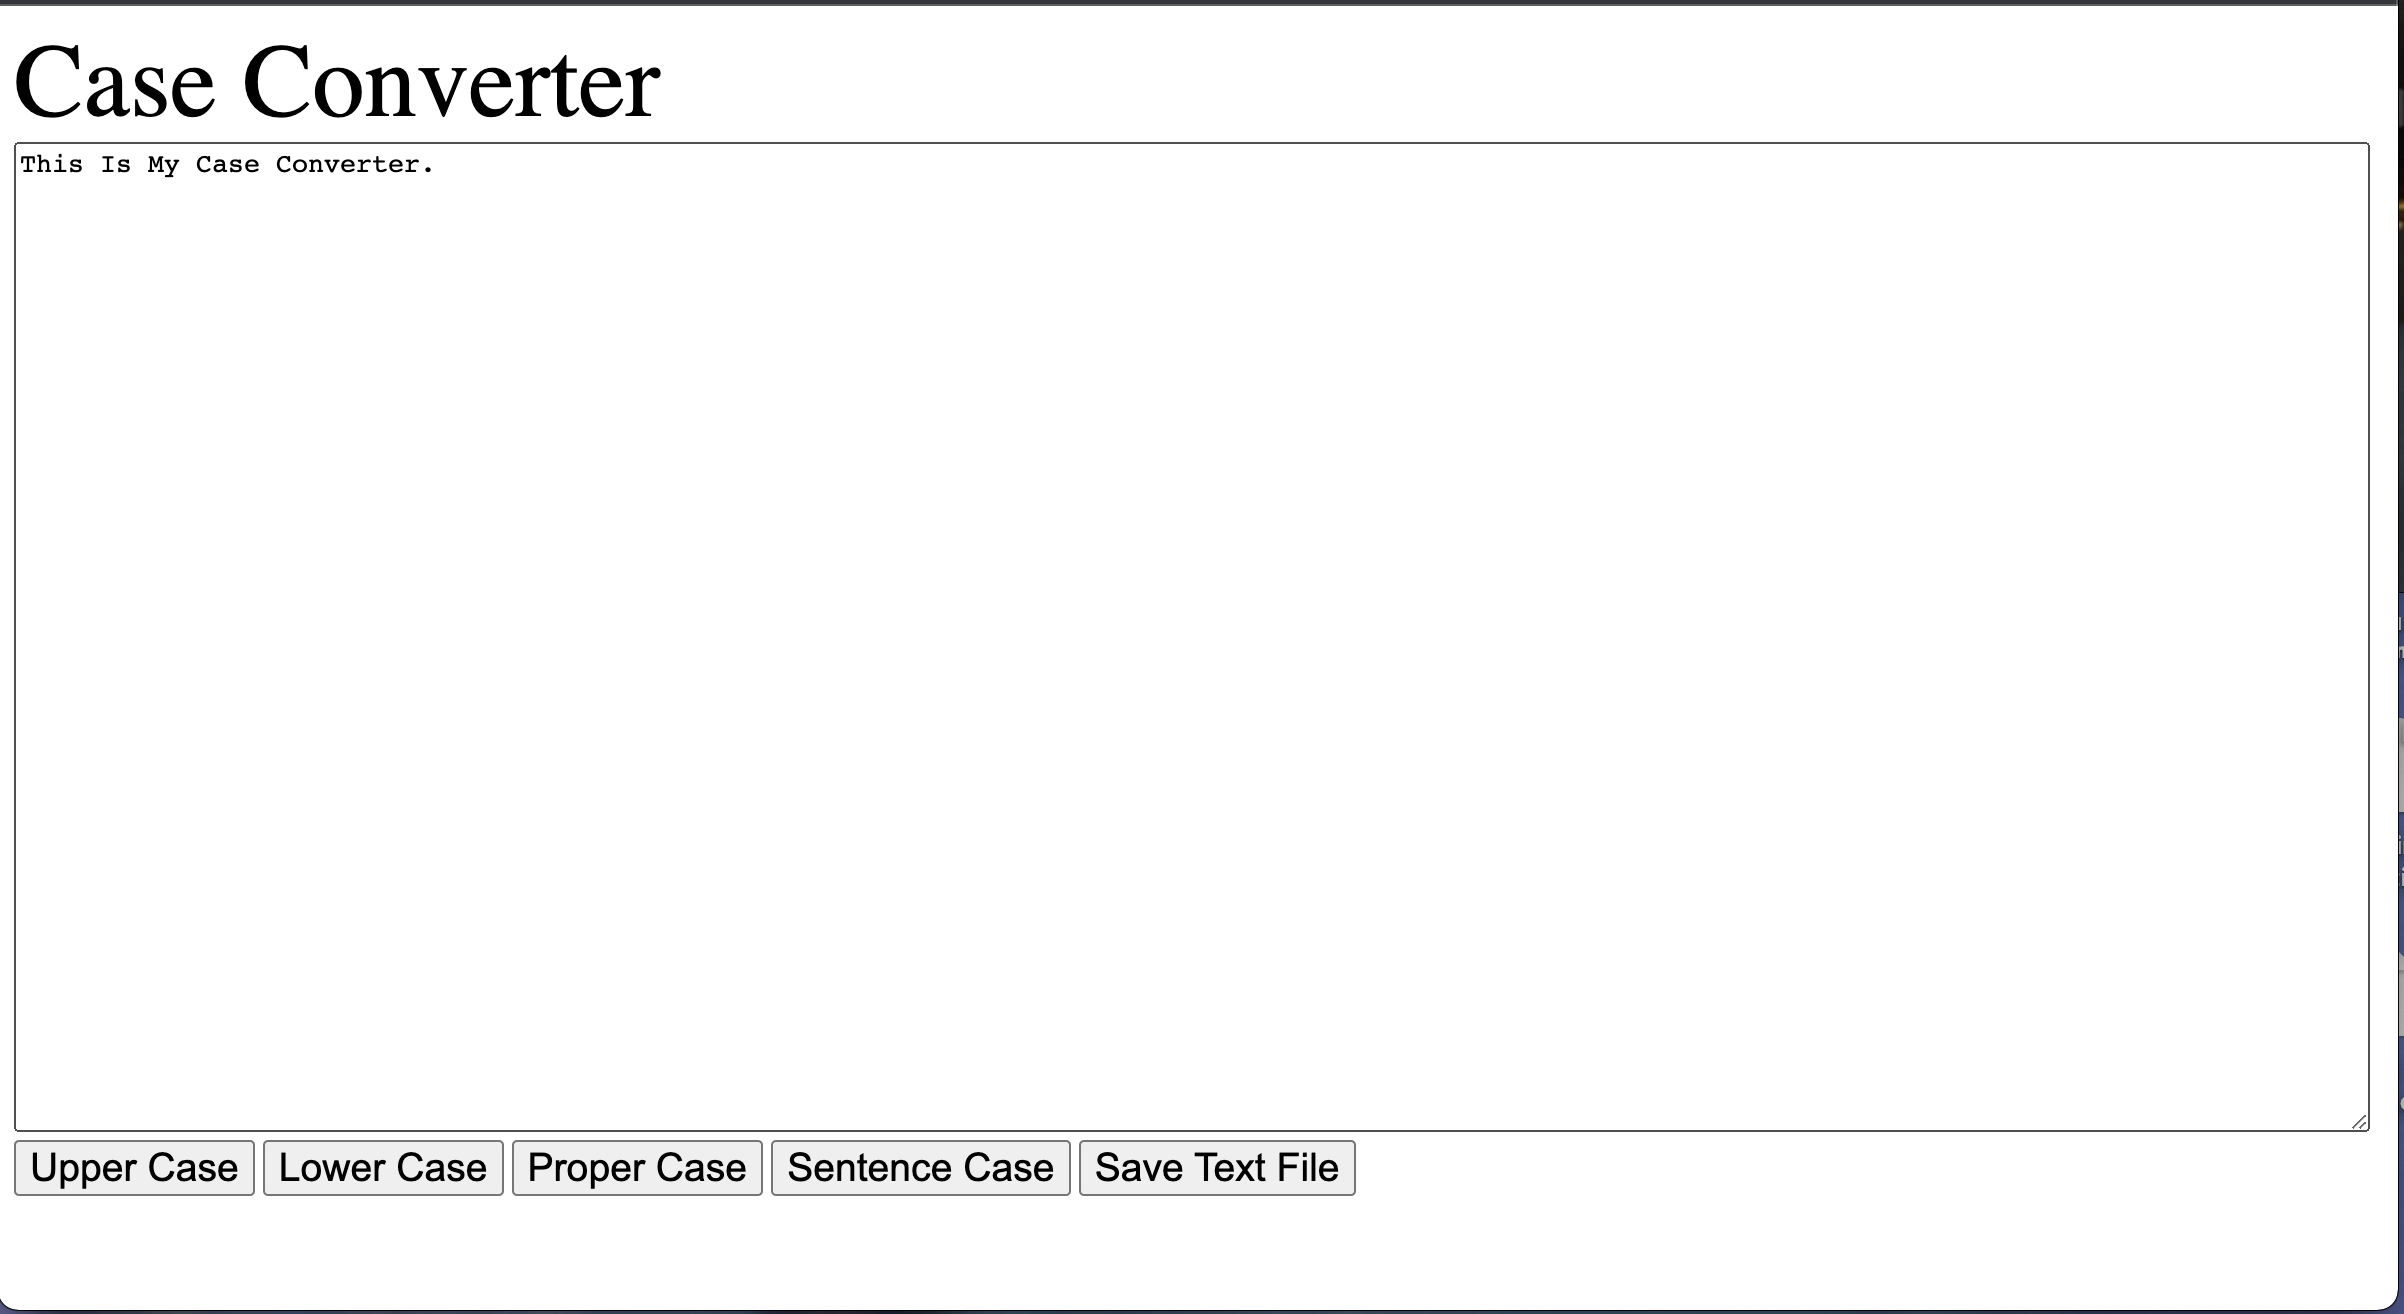 Case Converter
This Is My Case Converter.
Upper Case Lower Case Proper Case Sentence Case Save Text File